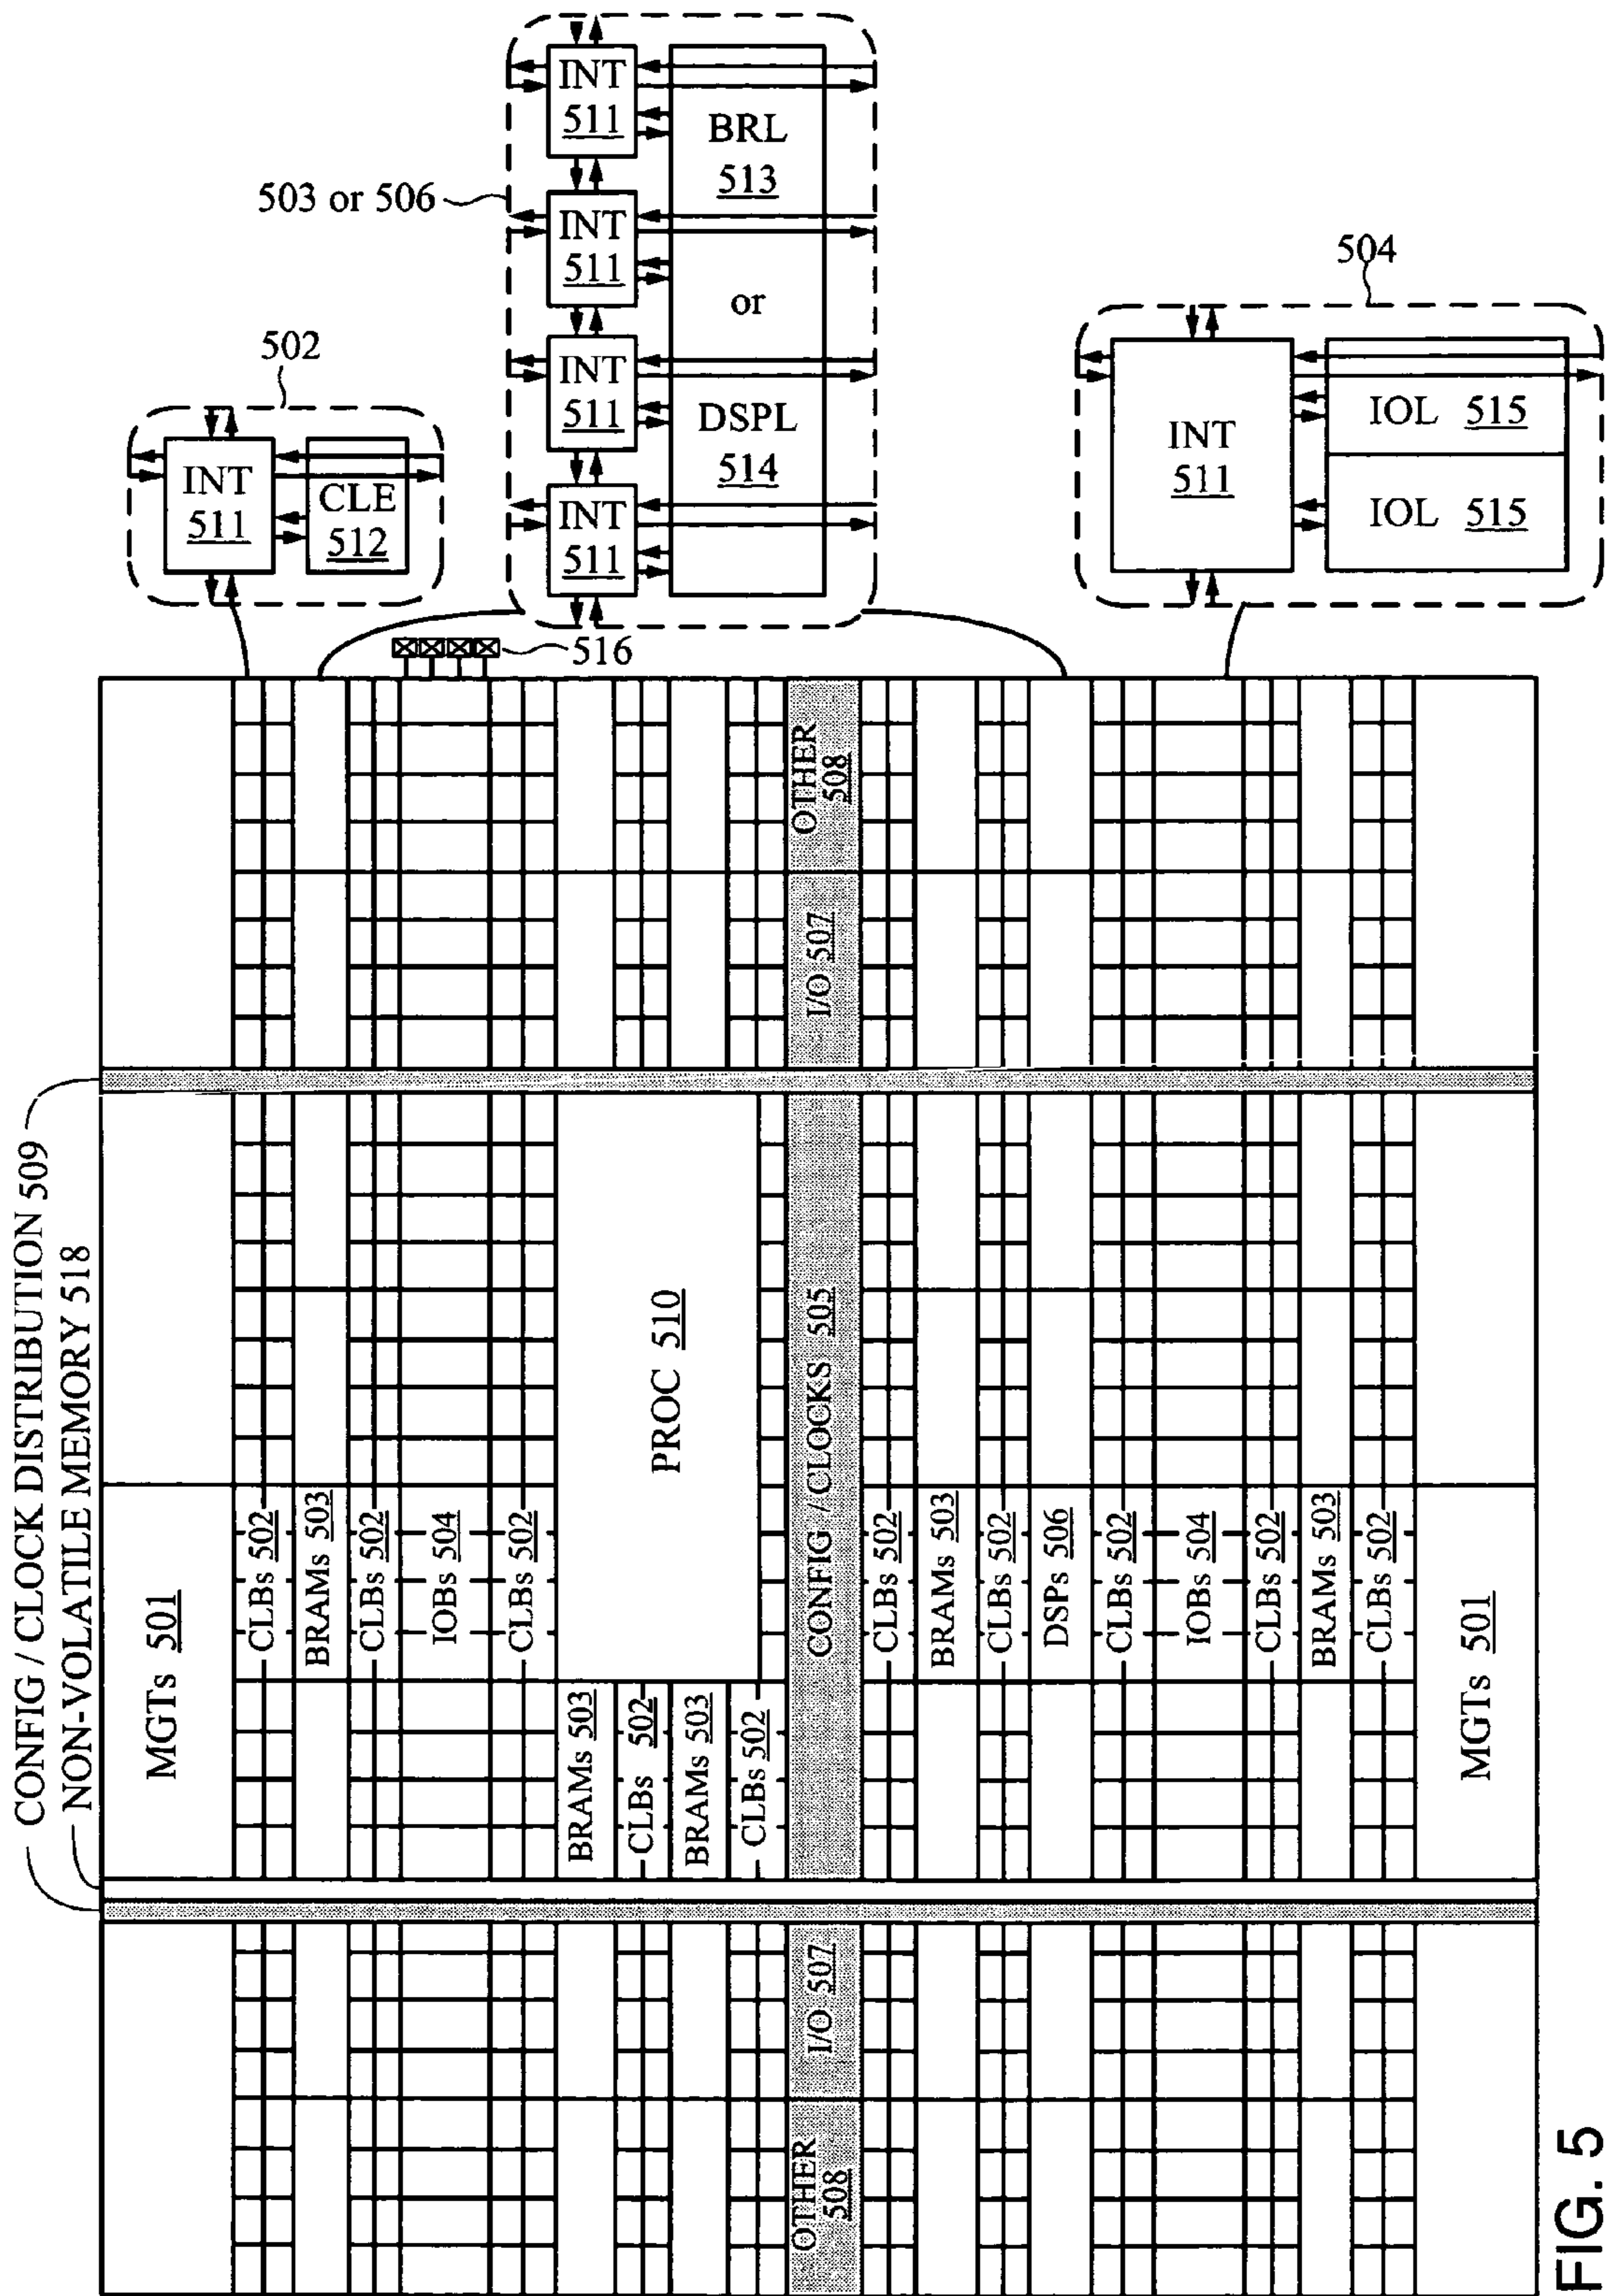 503 or 506
INT
511
INT
511
INT
511
INT
511
BRL
513
or
DSPL
514
502
INT
511
CLE
512
504
INT
511
IOL 515
IOL 515
516
CONFIG / CLOCK DISTRIBUTION 509
NON-VOLATILE MEMORY 518
OTHER
508
I/O 507
MGTs 501
CLBs 502
BRAMs 503
CLBs 502
IOBs 504
CLBs 502
PROC 510
BRAMs 503
CLBs 502
BRAMs 503
CLBs 502
CONFIG / CLOCKS 505
CLBs 502
BRAMs 503
CLBs 502
DSPs 506
CLBs 502
IOBs 504
CLBs 502
BRAMs 503
CLBs 502
MGTs 501
I/O 507
OTHER
508
FIG. 5